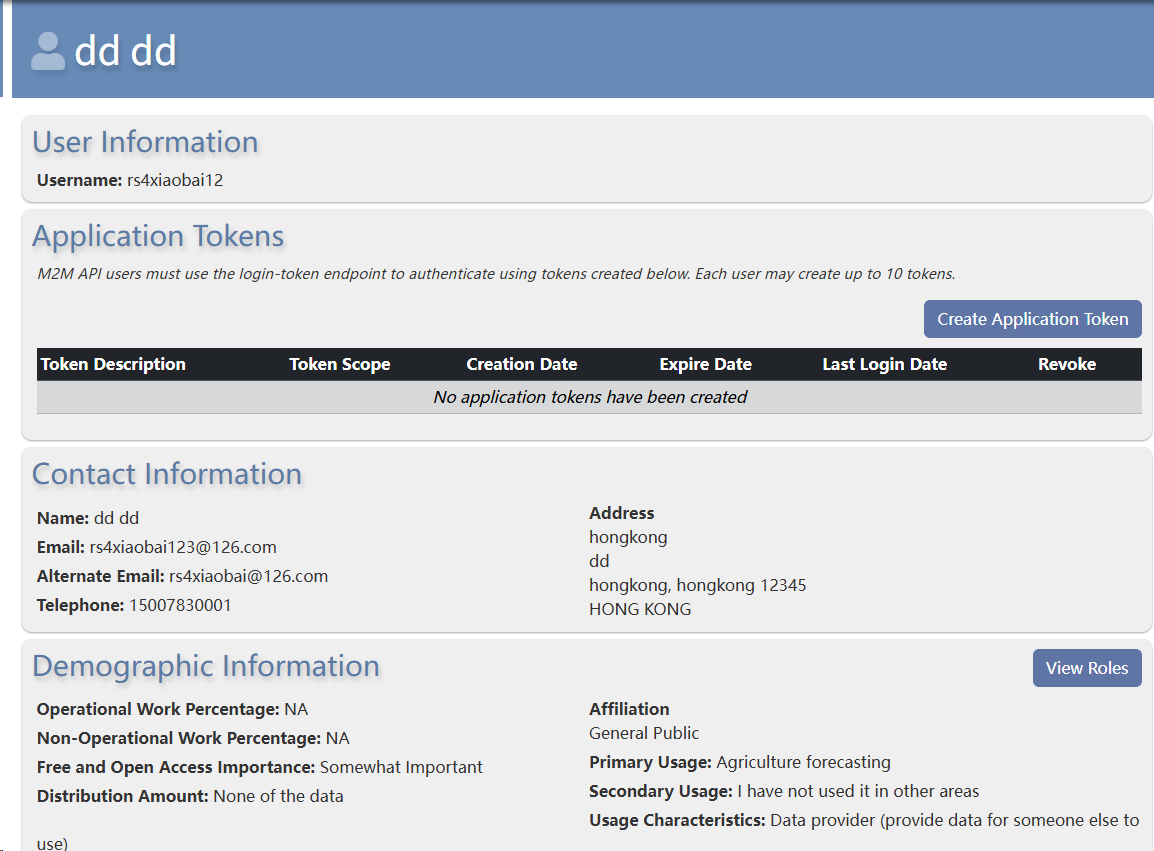 dd dd
User Information
Username: rs4xiaobai12
Application Tokens
M2M API users must use the login-token endpoint to authenticate using tokens created below. Each user may create up to 10 tokens.
Create Application Token
Token Description Token Scope Creation Date Expire Date Last Login Date Revoke
No application tokens have been created
Contact Information
Name: dd dd
Email: rs4xiaobai123@126.com
Alternate Email: rs4xiaobai@126.com
Telephone: 15007830001
Address
hongkong
dd
hongkong, hongkong 12345
HONG KONG
Demographic Information
View Roles
Operational Work Percentage: NA
Non-Operational Work Percentage: NA
Free and Open Access Importance: Somewhat Important
Distribution Amount: None of the data
Affiliation
General Public
Primary Usage: Agriculture forecasting
Secondary Usage: I have not used it in other areas
Usage Characteristics: Data provider (provide data for someone else to
use)